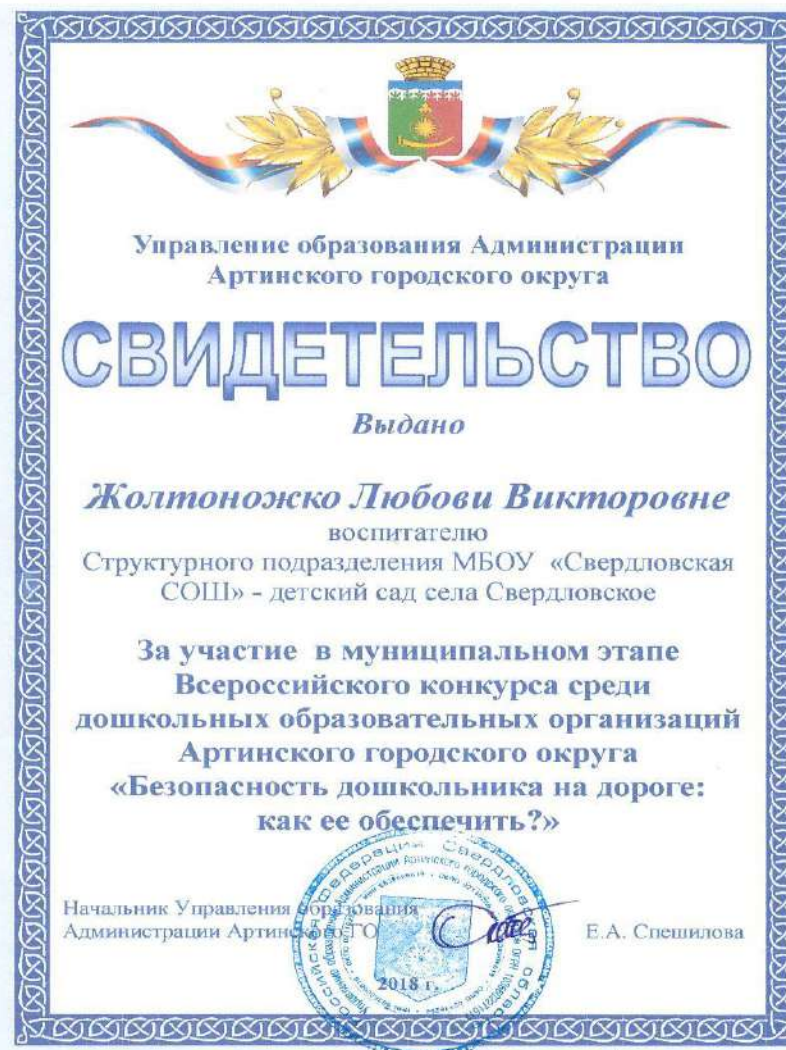 Управление образования Администрации
Артинского городского округа
СВИДЕТЕЛЬСТВО
Выдано
Жолтоножко Любови Викторовне
воспитателю
Структурного подразделения МБОУ «Свердловская
СОШ» - детский сад села Свердловское
За участие в муниципальном этапе
Всероссийского конкурса среди
дошкольных образовательных организаций
Артинского городского округа
«Безопасность дошкольника на дороге:
как ее обеспечить?»
Начальник Управления образования
Администрации Артинского ГО
Е.А. Спешилова
2018 г.